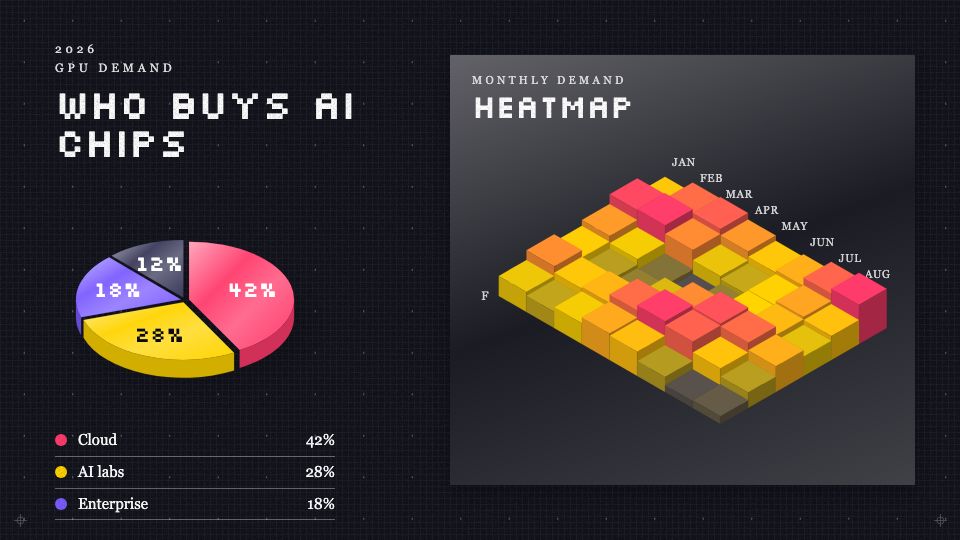 2026
GPU DEMAND
WHO BUYS AI
CHIPS
12%
18%
42%
28%
Cloud 42%
AI labs 28%
Enterprise 18%
MONTHLY DEMAND
HEATMAP
JAN
FEB
MAR
APR
MAY
JUN
JUL
AUG
F